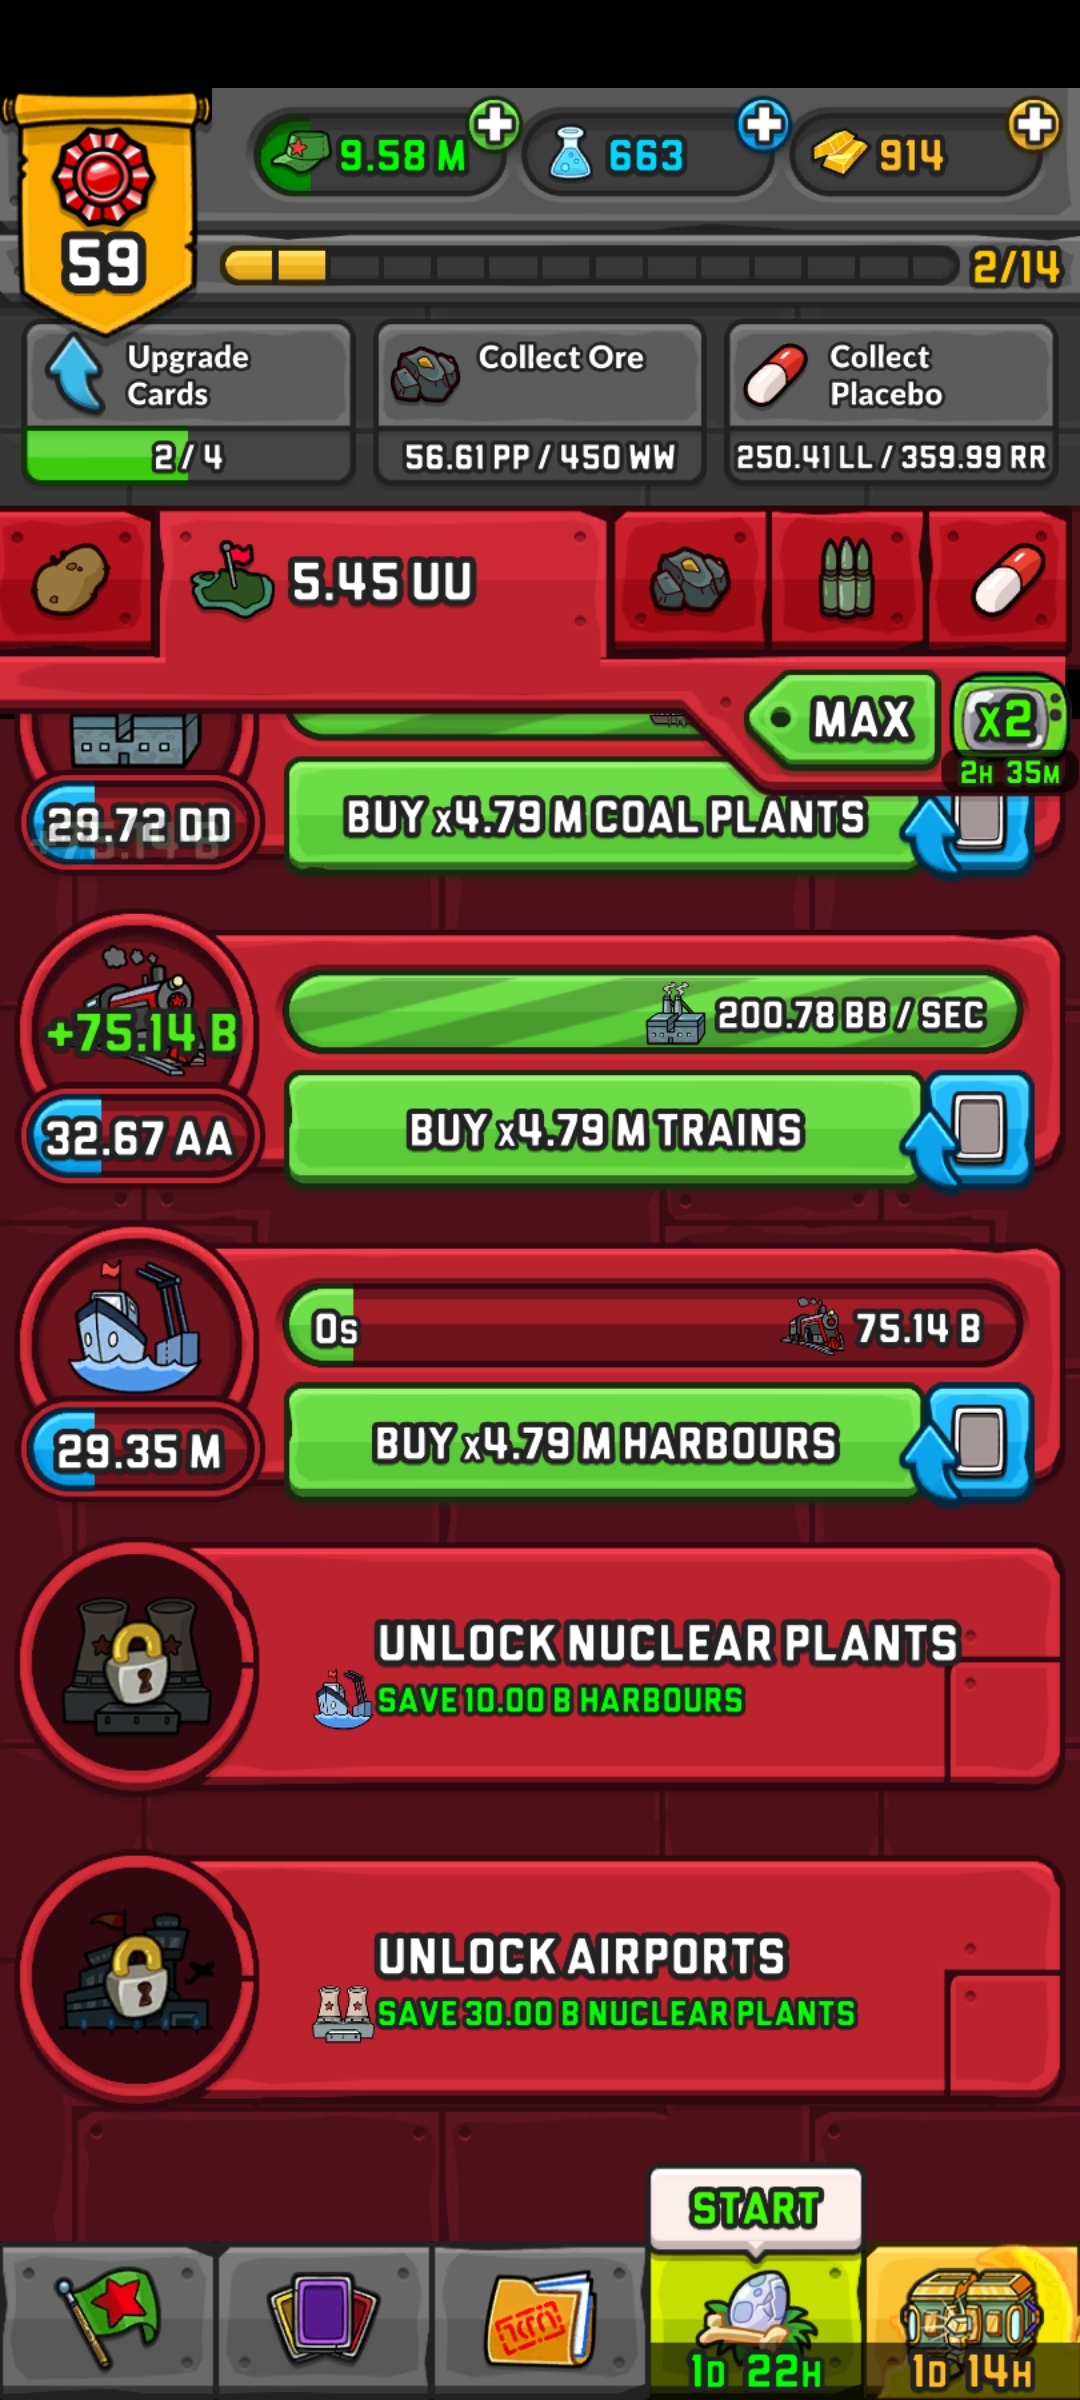 9.58 M
663
914
59
2/14
Upgrade
Cards
Collect Ore
Collect
Placebo
2/4
56.61 PP / 450 WW
250.41 LL / 359.99 RR
5.45 UU
MAX
x2
2H 35M
29.72 DD
+75.14 B
BUY x4.79 M COAL PLANTS
+75.14 B
200.78 BB / SEC
32.67 AA
BUY x4.79 M TRAINS
0s
75.14 B
29.35 M
BUY x4.79 M HARBOURS
UNLOCK NUCLEAR PLANTS
SAVE 10.00 B HARBOURS
UNLOCK AIRPORTS
SAVE 30.00 B NUCLEAR PLANTS
START
1D 22H
1D 14H